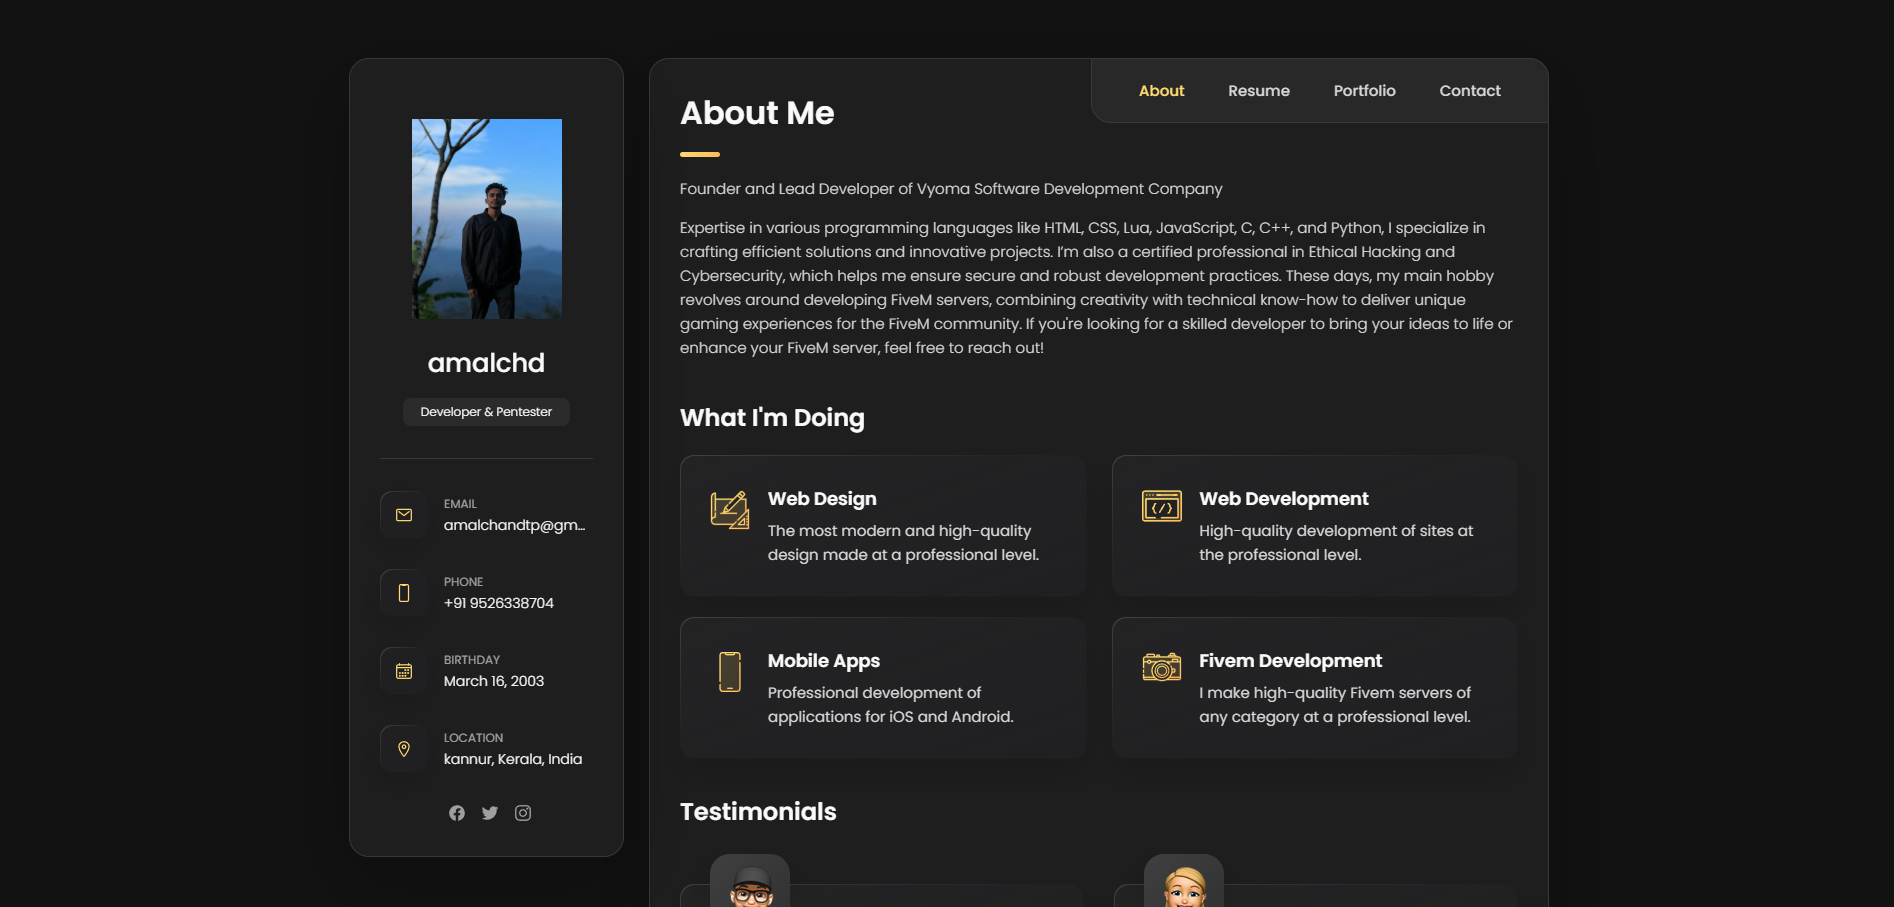 amalchd
Developer & Pentester
EMAIL
amalchandtp@gm...
PHONE
+91 9526338704
BIRTHDAY
March 16, 2003
LOCATION
kannur, Kerala, India
About
Resume
Portfolio
Contact
About Me
Founder and Lead Developer of Vyoma Software Development Company
Expertise in various programming languages like HTML, CSS, Lua, JavaScript, C, C++, and Python, I specialize in
crafting efficient solutions and innovative projects. I'm also a certified professional in Ethical Hacking and
Cybersecurity, which helps me ensure secure and robust development practices. These days, my main hobby
revolves around developing FiveM servers, combining creativity with technical know-how to deliver unique
gaming experiences for the FiveM community. If you're looking for a skilled developer to bring your ideas to life or
enhance your FiveM server, feel free to reach out!
What I'm Doing
Web Design
The most modern and high-quality
design made at a professional level.
Web Development
High-quality development of sites at
the professional level.
Mobile Apps
Professional development of
applications for iOS and Android.
Fivem Development
I make high-quality Fivem servers of
any category at a professional level.
Testimonials